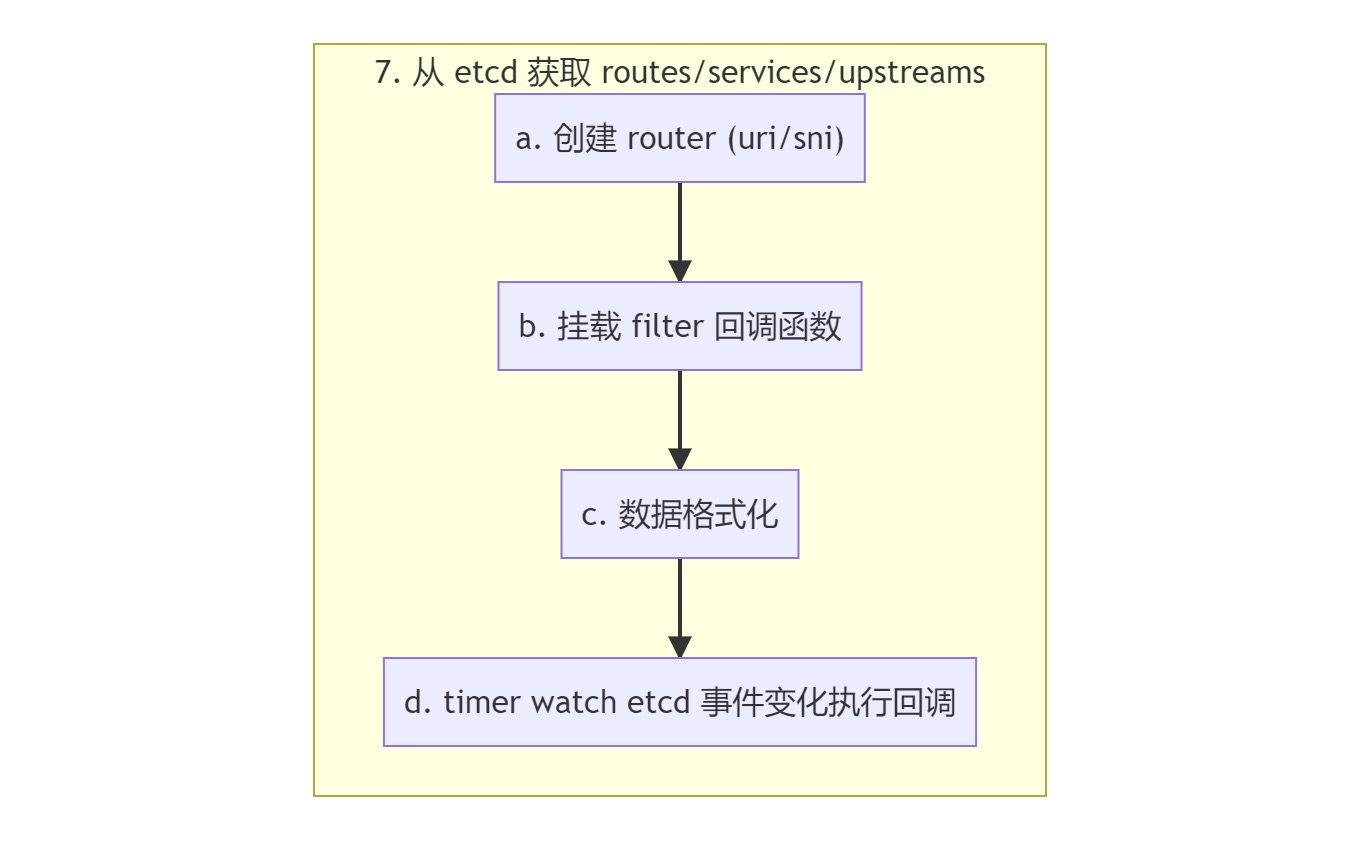 7. 从 etcd 获取 routes/services/upstreams
a. 创建 router (uri/sni)
b. 挂载 filter 回调函数
c. 数据格式化
d. timer watch etcd 事件变化执行回调